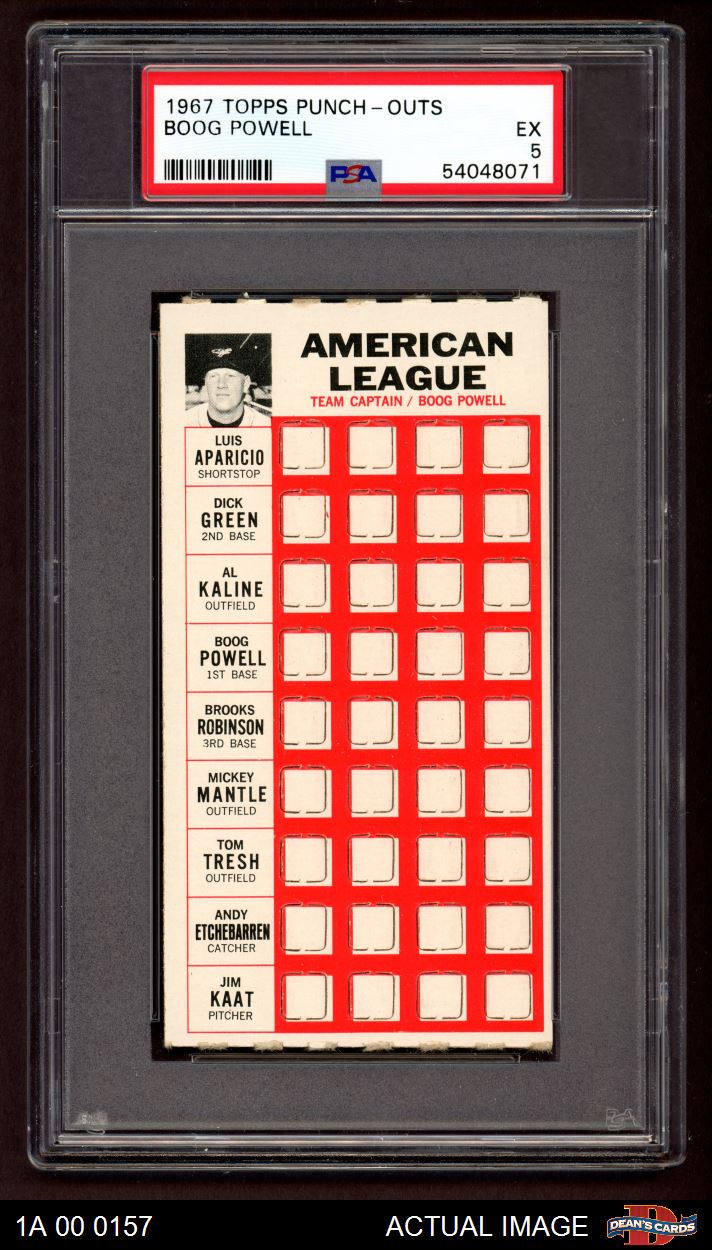 1967 TOPPS PUNCH-OUTS
BOOG POWELL
EX
5
PSA
54048071
AMERICAN
LEAGUE
TEAM CAPTAIN / BOOG POWELL
LUIS
APARICIO
SHORTSTOP
DICK
GREEN
2ND BASE
AL
KALINE
OUTFIELD
BOOG
POWELL
1ST BASE
BROOKS
ROBINSON
3RD BASE
MICKEY
MANTLE
OUTFIELD
TOM
TRESH
OUTFIELD
ANDY
ETCHEBARREN
CATCHER
JIM
KAAT
PITCHER
PSA
1A 00 0157
ACTUAL IMAGE
DEAN'S CARDS